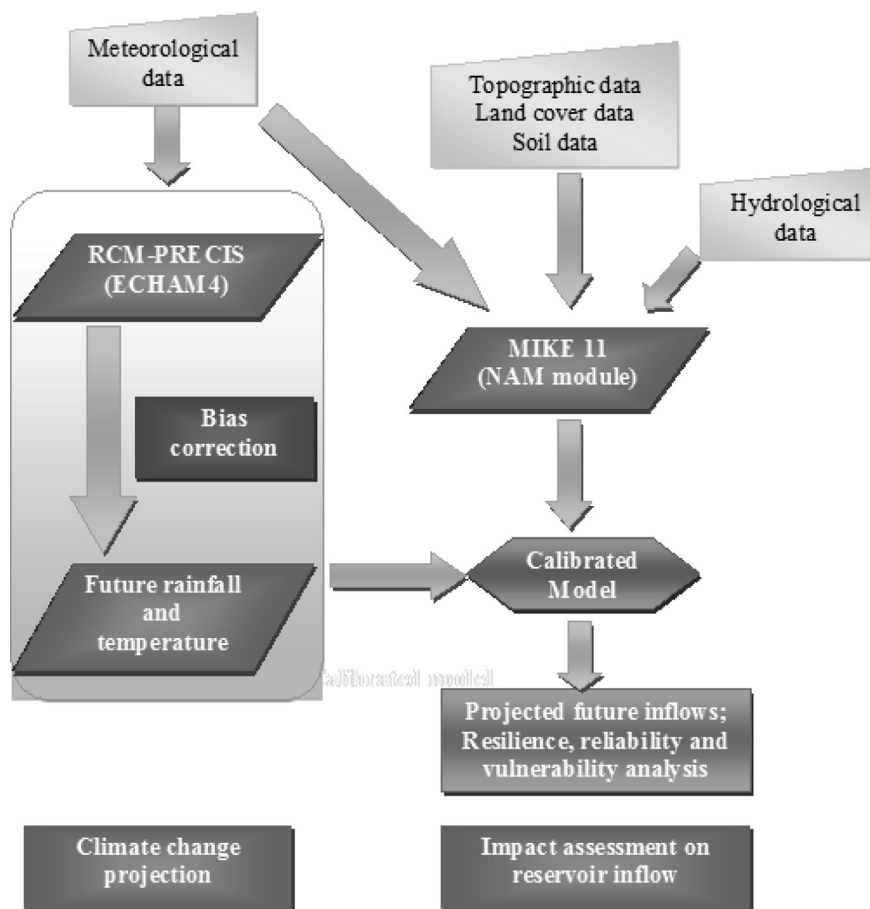 Meteorological
data
Topographic data
Land cover data
Soil data
Hydrological
data
RCM-PRECIS
(ECHAM4)
MIKE 11
(NAM module)
Bias
correction
Calibrated
Model
Future rainfall
and
temperature
Calibrated model
Projected future inflows;
Resilience, reliability and
vulnerability analysis
Climate change
projection
Impact assessment on
reservoir inflow